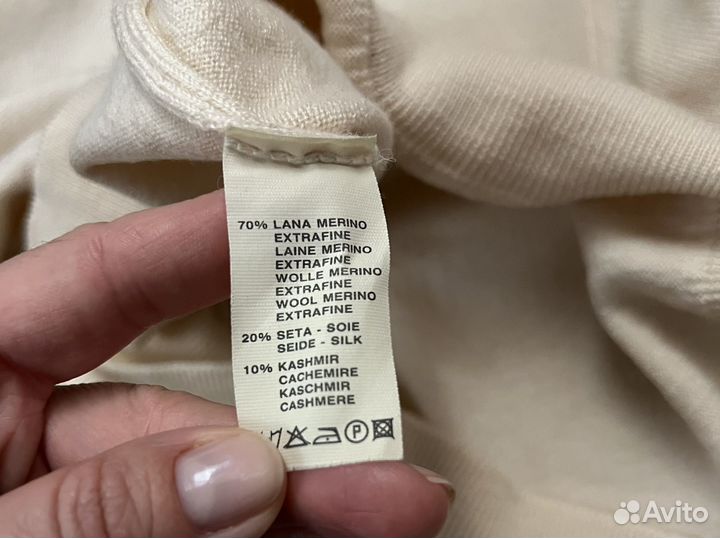 70% LANA MERINO
EXTRAFINE
LAINE MERINO
EXTRAFINE
WOLLE MERINO
EXTRAFINE
WOOL MERINO
EXTRAFINE
20% SETA - SOIE
SEIDE - SILK
10% KASHMIR
CACHEMIRE
KASCHMIR
CASHMERE
P
Avito